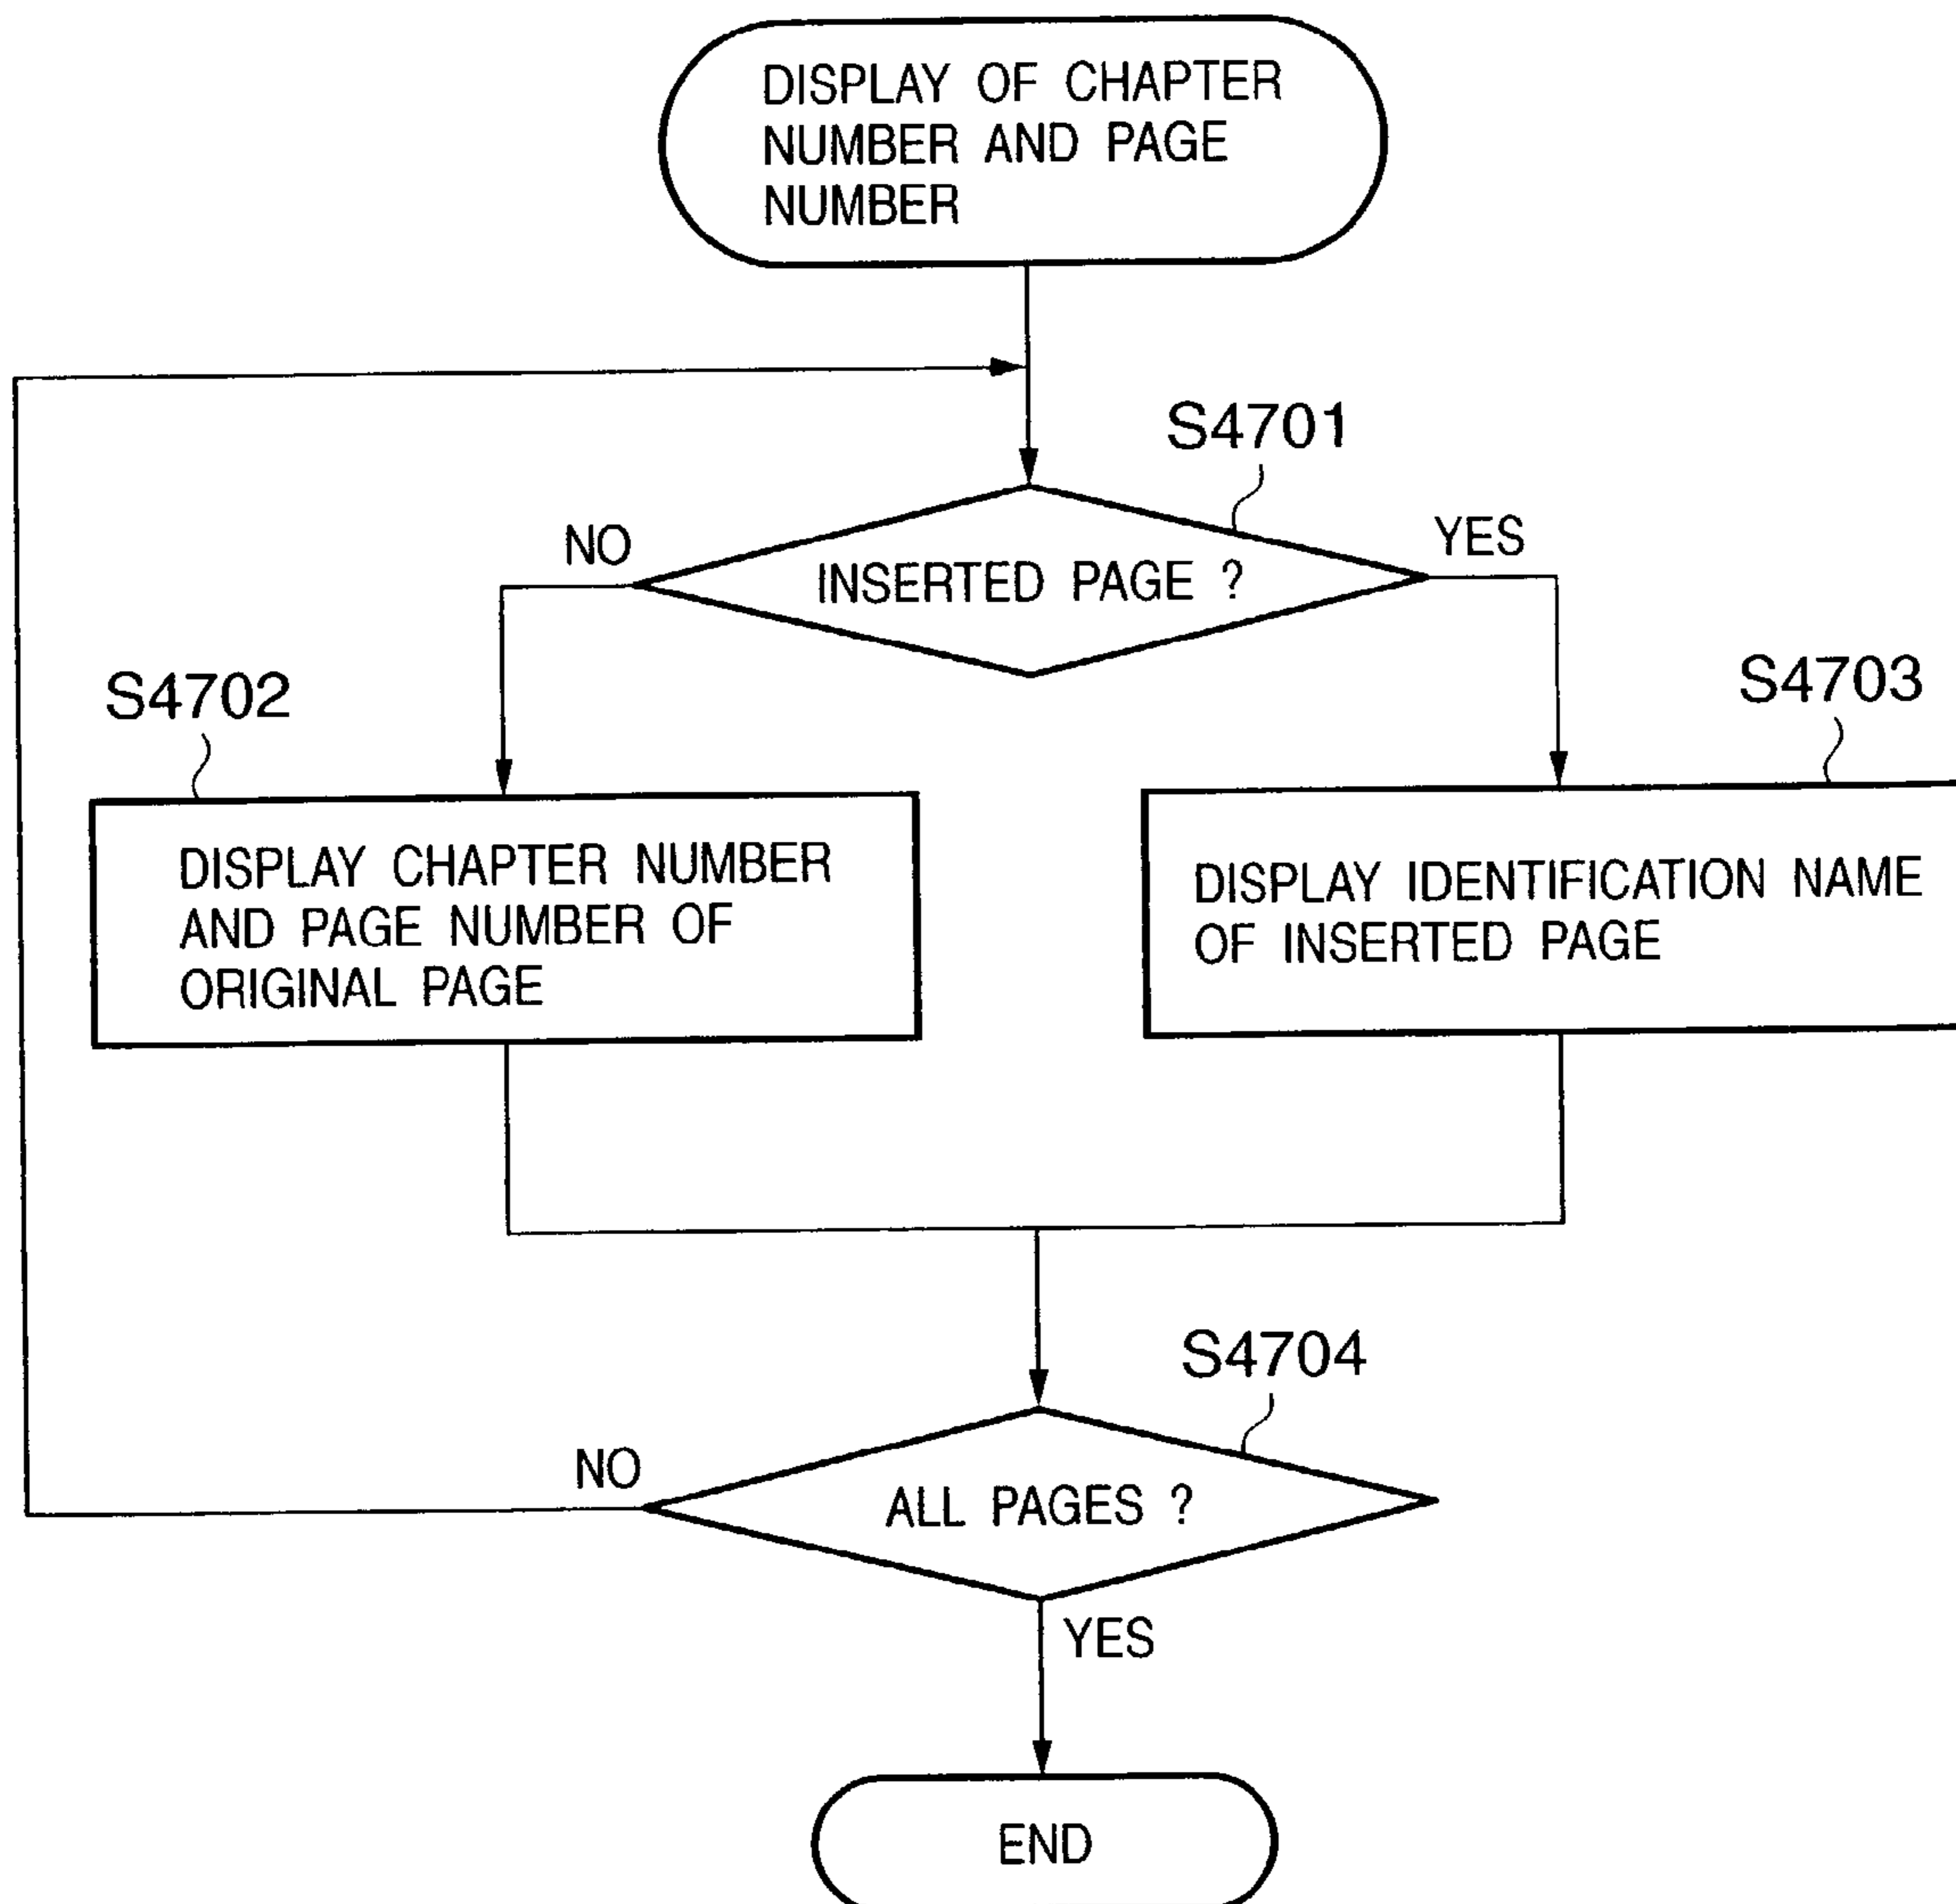 DISPLAY OF CHAPTER
NUMBER AND PAGE
NUMBER
S4701
NO
YES
INSERTED PAGE ?
S4702
S4703
DISPLAY CHAPTER NUMBER
AND PAGE NUMBER OF
ORIGINAL PAGE
DISPLAY IDENTIFICATION NAME
OF INSERTED PAGE
S4704
NO
ALL PAGES ?
YES
END